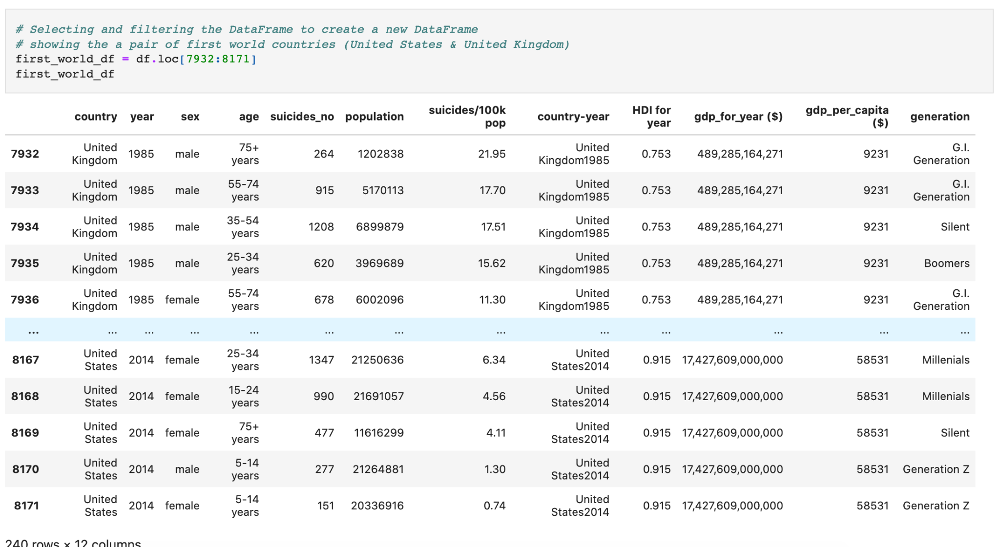 # Selecting and filtering the DataFrame to create a new DataFrame
# showing the a pair of first world countries (United States & United Kingdom)
first_world_df = df.loc[7932:8171]
first_world_df
country year sex age suicides_no population suicides/100k pop country-year HDI for year gdp_for_year ($) gdp_per_capita ($) generation
7932 United Kingdom 1985 male 75+ years 264 1202838 21.95 United Kingdom1985 0.753 489,285,164,271 9231 G.I. Generation
7933 United Kingdom 1985 male 55-74 years 915 5170113 17.70 United Kingdom1985 0.753 489,285,164,271 9231 G.I. Generation
7934 United Kingdom 1985 male 35-54 years 1208 6899879 17.51 United Kingdom1985 0.753 489,285,164,271 9231 Silent
7935 United Kingdom 1985 male 25-34 years 620 3969689 15.62 United Kingdom1985 0.753 489,285,164,271 9231 Boomers
7936 United Kingdom 1985 female 55-74 years 678 6002096 11.30 United Kingdom1985 0.753 489,285,164,271 9231 G.I. Generation
... ... ... ... ... ... ... ... ... ... ... ... ...
8167 United States 2014 female 25-34 years 1347 21250636 6.34 United States2014 0.915 17,427,609,000,000 58531 Millenials
8168 United States 2014 female 15-24 years 990 21691057 4.56 United States2014 0.915 17,427,609,000,000 58531 Millenials
8169 United States 2014 female 75+ years 477 11616299 4.11 United States2014 0.915 17,427,609,000,000 58531 Silent
8170 United States 2014 male 5-14 years 277 21264881 1.30 United States2014 0.915 17,427,609,000,000 58531 Generation Z
8171 United States 2014 female 5-14 years 151 20336916 0.74 United States2014 0.915 17,427,609,000,000 58531 Generation Z
240 rows × 12 columns